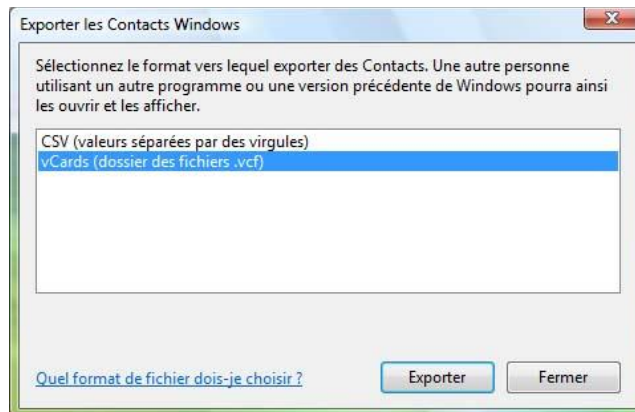 Exporter les Contacts Windows
Sélectionnez le format vers lequel exporter des Contacts. Une autre personne
utilisant un autre programme ou une version précédente de Windows pourra ainsi
les ouvrir et les afficher.
CSV (valeurs séparées par des virgules)
vCards (dossier des fichiers .vcf)
Quel format de fichier dois-je choisir ?
Exporter
Fermer